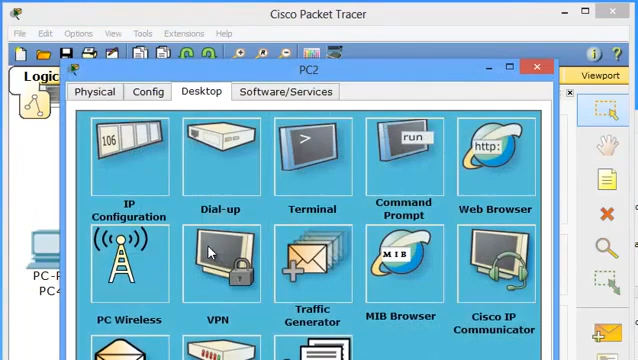 Cisco Packet Tracer
File Edit Options View Tools Extensions Help
Logic
Viewport
PC2
Physical Config Desktop Software/Services
106
>
run
http:
IP
Configuration
Dial-up
Terminal
Command
Prompt
Web Browser
MIB
PC Wireless
VPN
Traffic
Generator
MIB Browser
Cisco IP
Communicator
PC-P
PC4